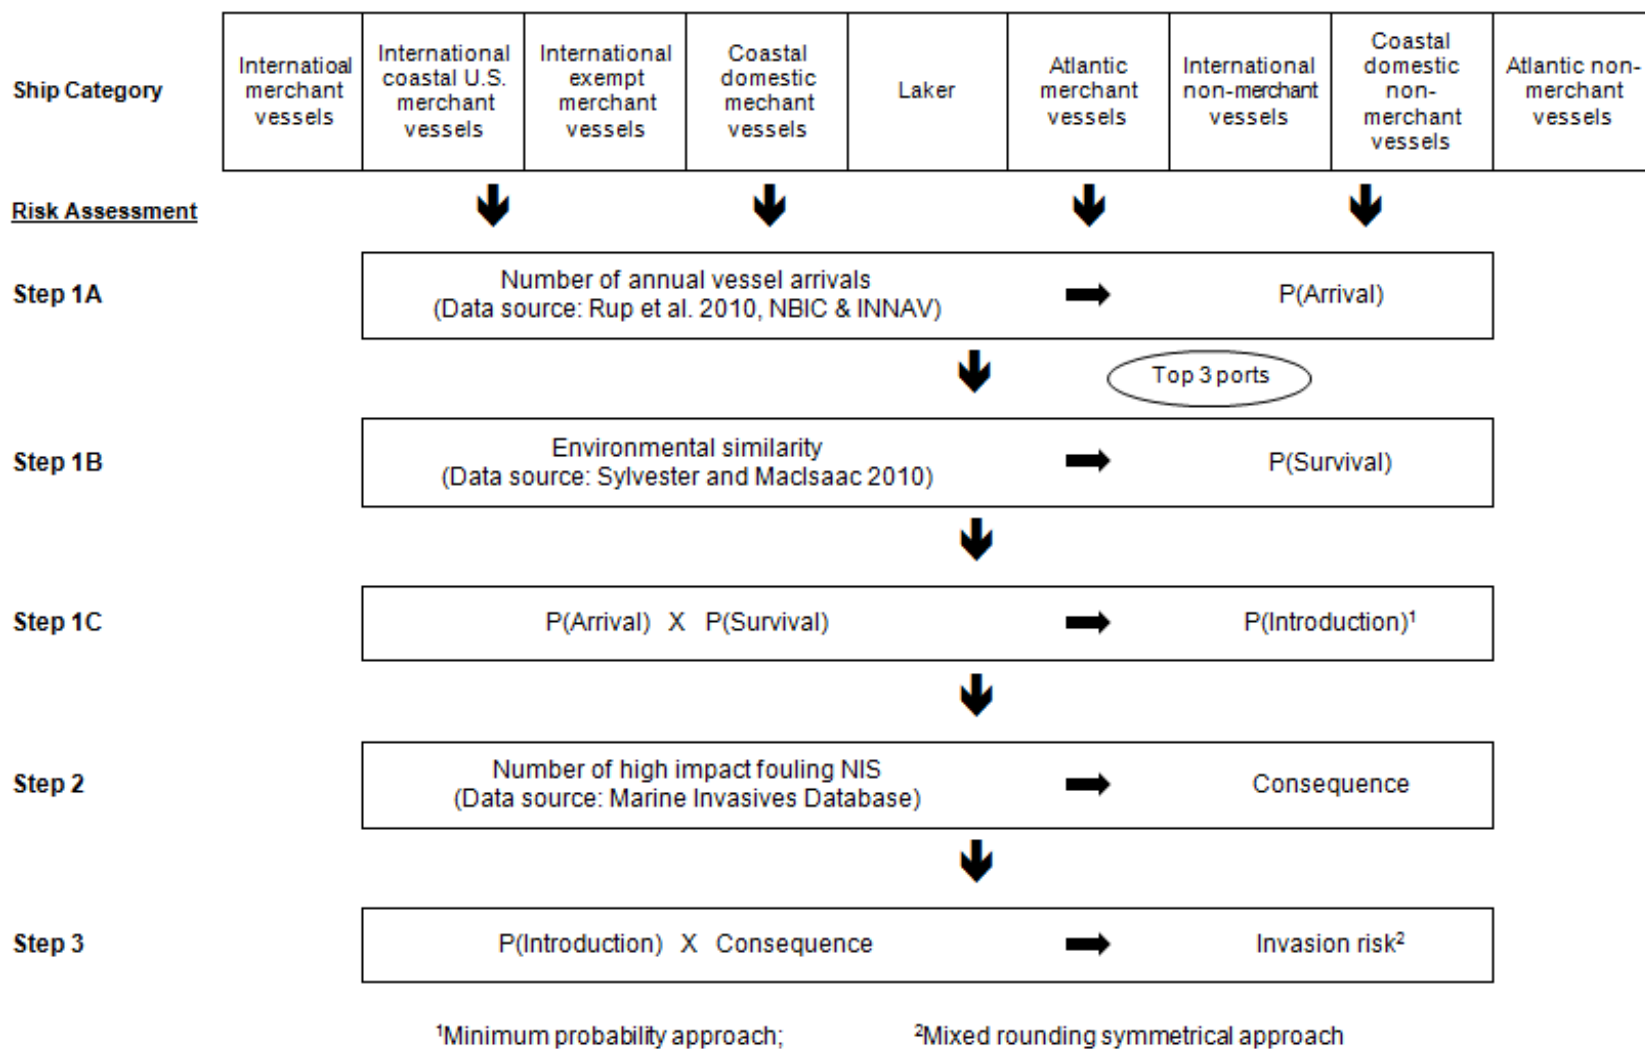 Ship Category
Internatioal
merchant
vessels
International
coastal U.S.
merchant
vessels
International
exempt
merchant
vessels
Coastal
domestic
mechant
vessels
Laker
Atlantic
merchant
vessels
International
non-merchant
vessels
Coastal
domestic
non-
merchant
vessels
Atlantic non-
merchant
vessels
Risk Assessment
Step 1A
Number of annual vessel arrivals
(Data source: Rup et al. 2010, NBIC & INNAV)
P(Arrival)
Top 3 ports
Step 1B
Environmental similarity
(Data source: Sylvester and MacIsaac 2010)
P(Survival)
Step 1C
P(Arrival) X P(Survival)
P(Introduction)¹
Step 2
Number of high impact fouling NIS
(Data source: Marine Invasives Database)
Consequence
Step 3
P(Introduction) X Consequence
Invasion risk²
¹Minimum probability approach; ²Mixed rounding symmetrical approach